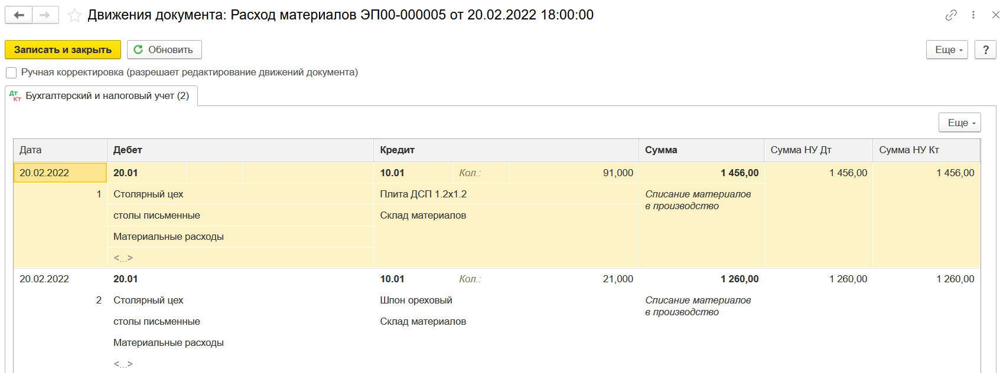 Движения документа: Расход материалов ЭП00-000005 от 20.02.2022 18:00:00
Записать и закрыть Обновить Еще ?
Ручная корректировка (разрешает редактирование движений документа)
Дт Кт Бухгалтерский и налоговый учет (2)
Еще
Дата Дебет Кредит Сумма Сумма НУ Дт Сумма НУ Кт
20.02.2022 20.01 10.01 Кол.: 91,000 1 456,00 1 456,00 1 456,00
1 Столярный цех Плита ДСП 1.2х1.2 Списание материалов
в производство
столы письменные Склад материалов
Материальные расходы
<...>
20.02.2022 20.01 10.01 Кол.: 21,000 1 260,00 1 260,00 1 260,00
2 Столярный цех Шпон ореховый Списание материалов
в производство
столы письменные Склад материалов
Материальные расходы
<...>